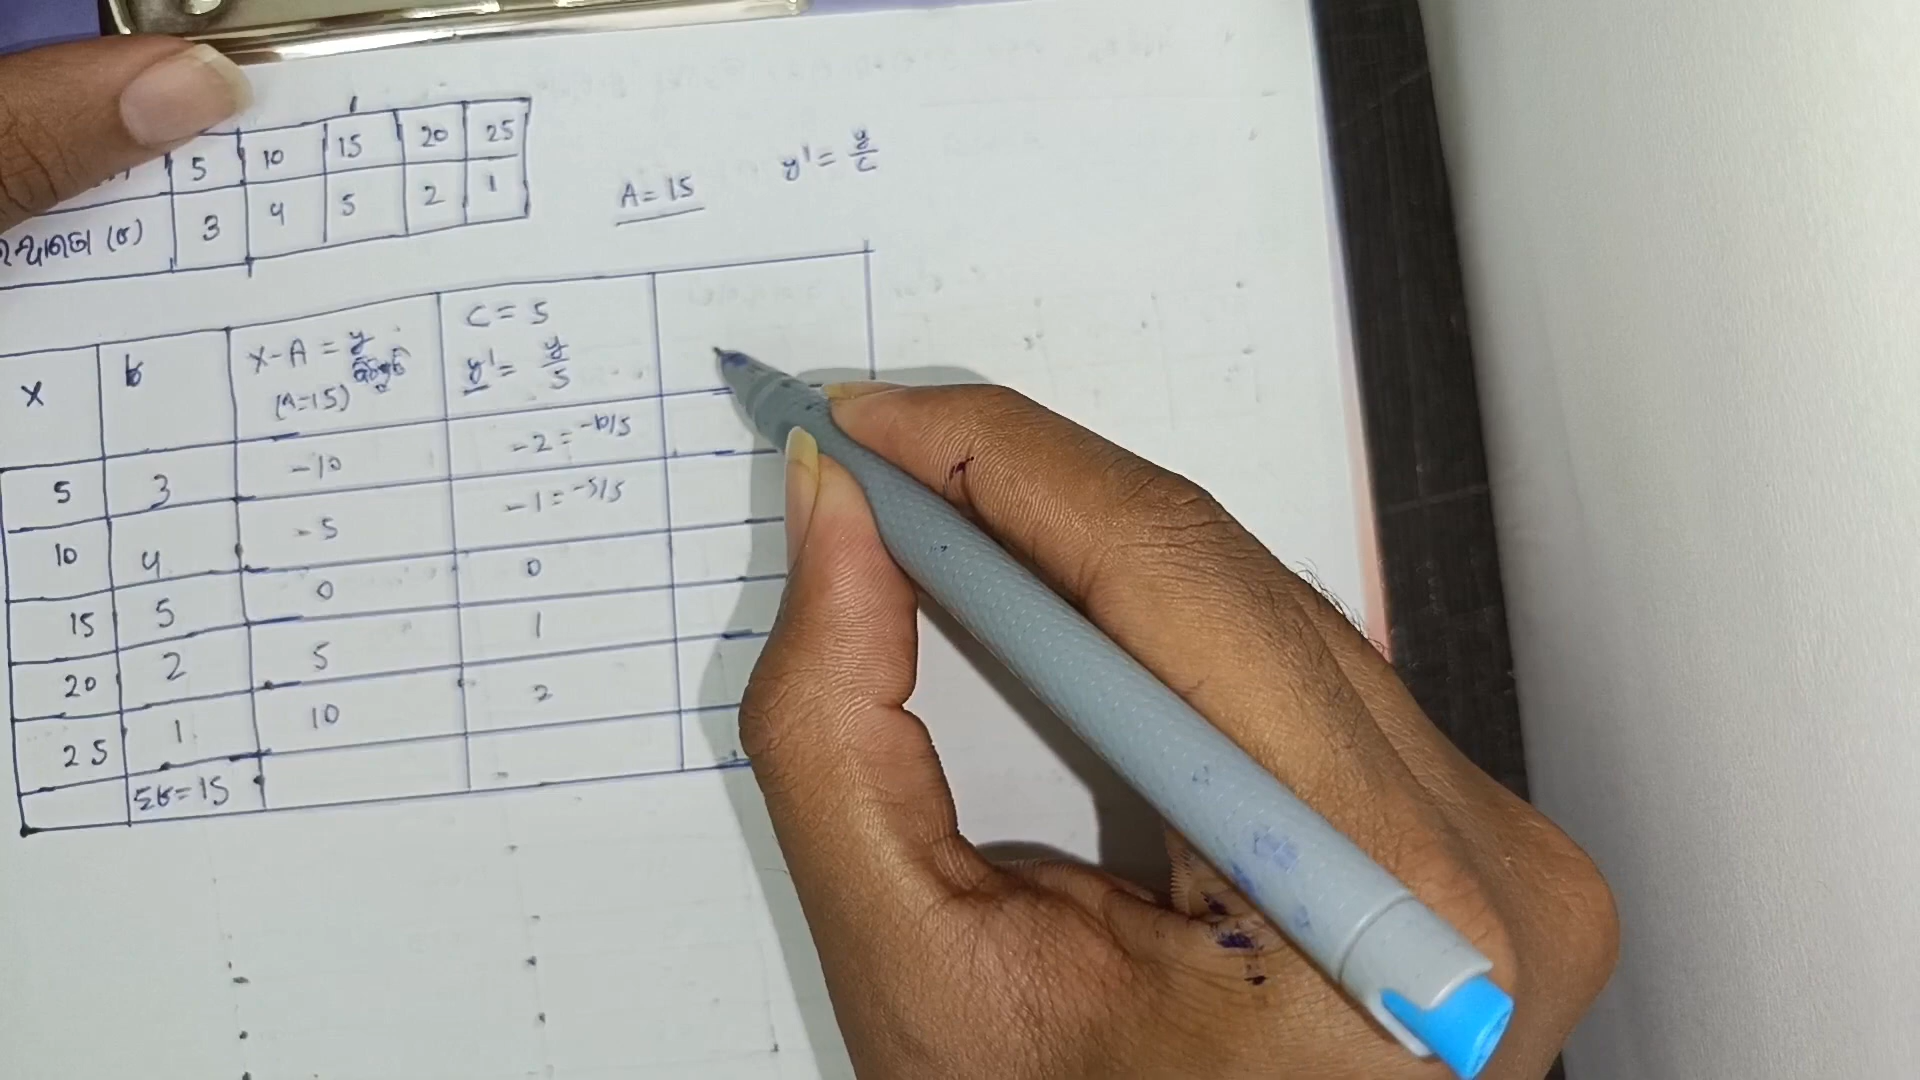 5 10 15 20 25
(ଚ) 3 4 5 2 1
A = 15
y' = y/c
x ଚ x-A = y (A=15) C = 5 y' = y/5
5 3 -10 -2 = -10/5
10 4 -5 -1 = -5/5
15 5 0 0
20 2 5 1
25 1 10 2
Σଚ = 15